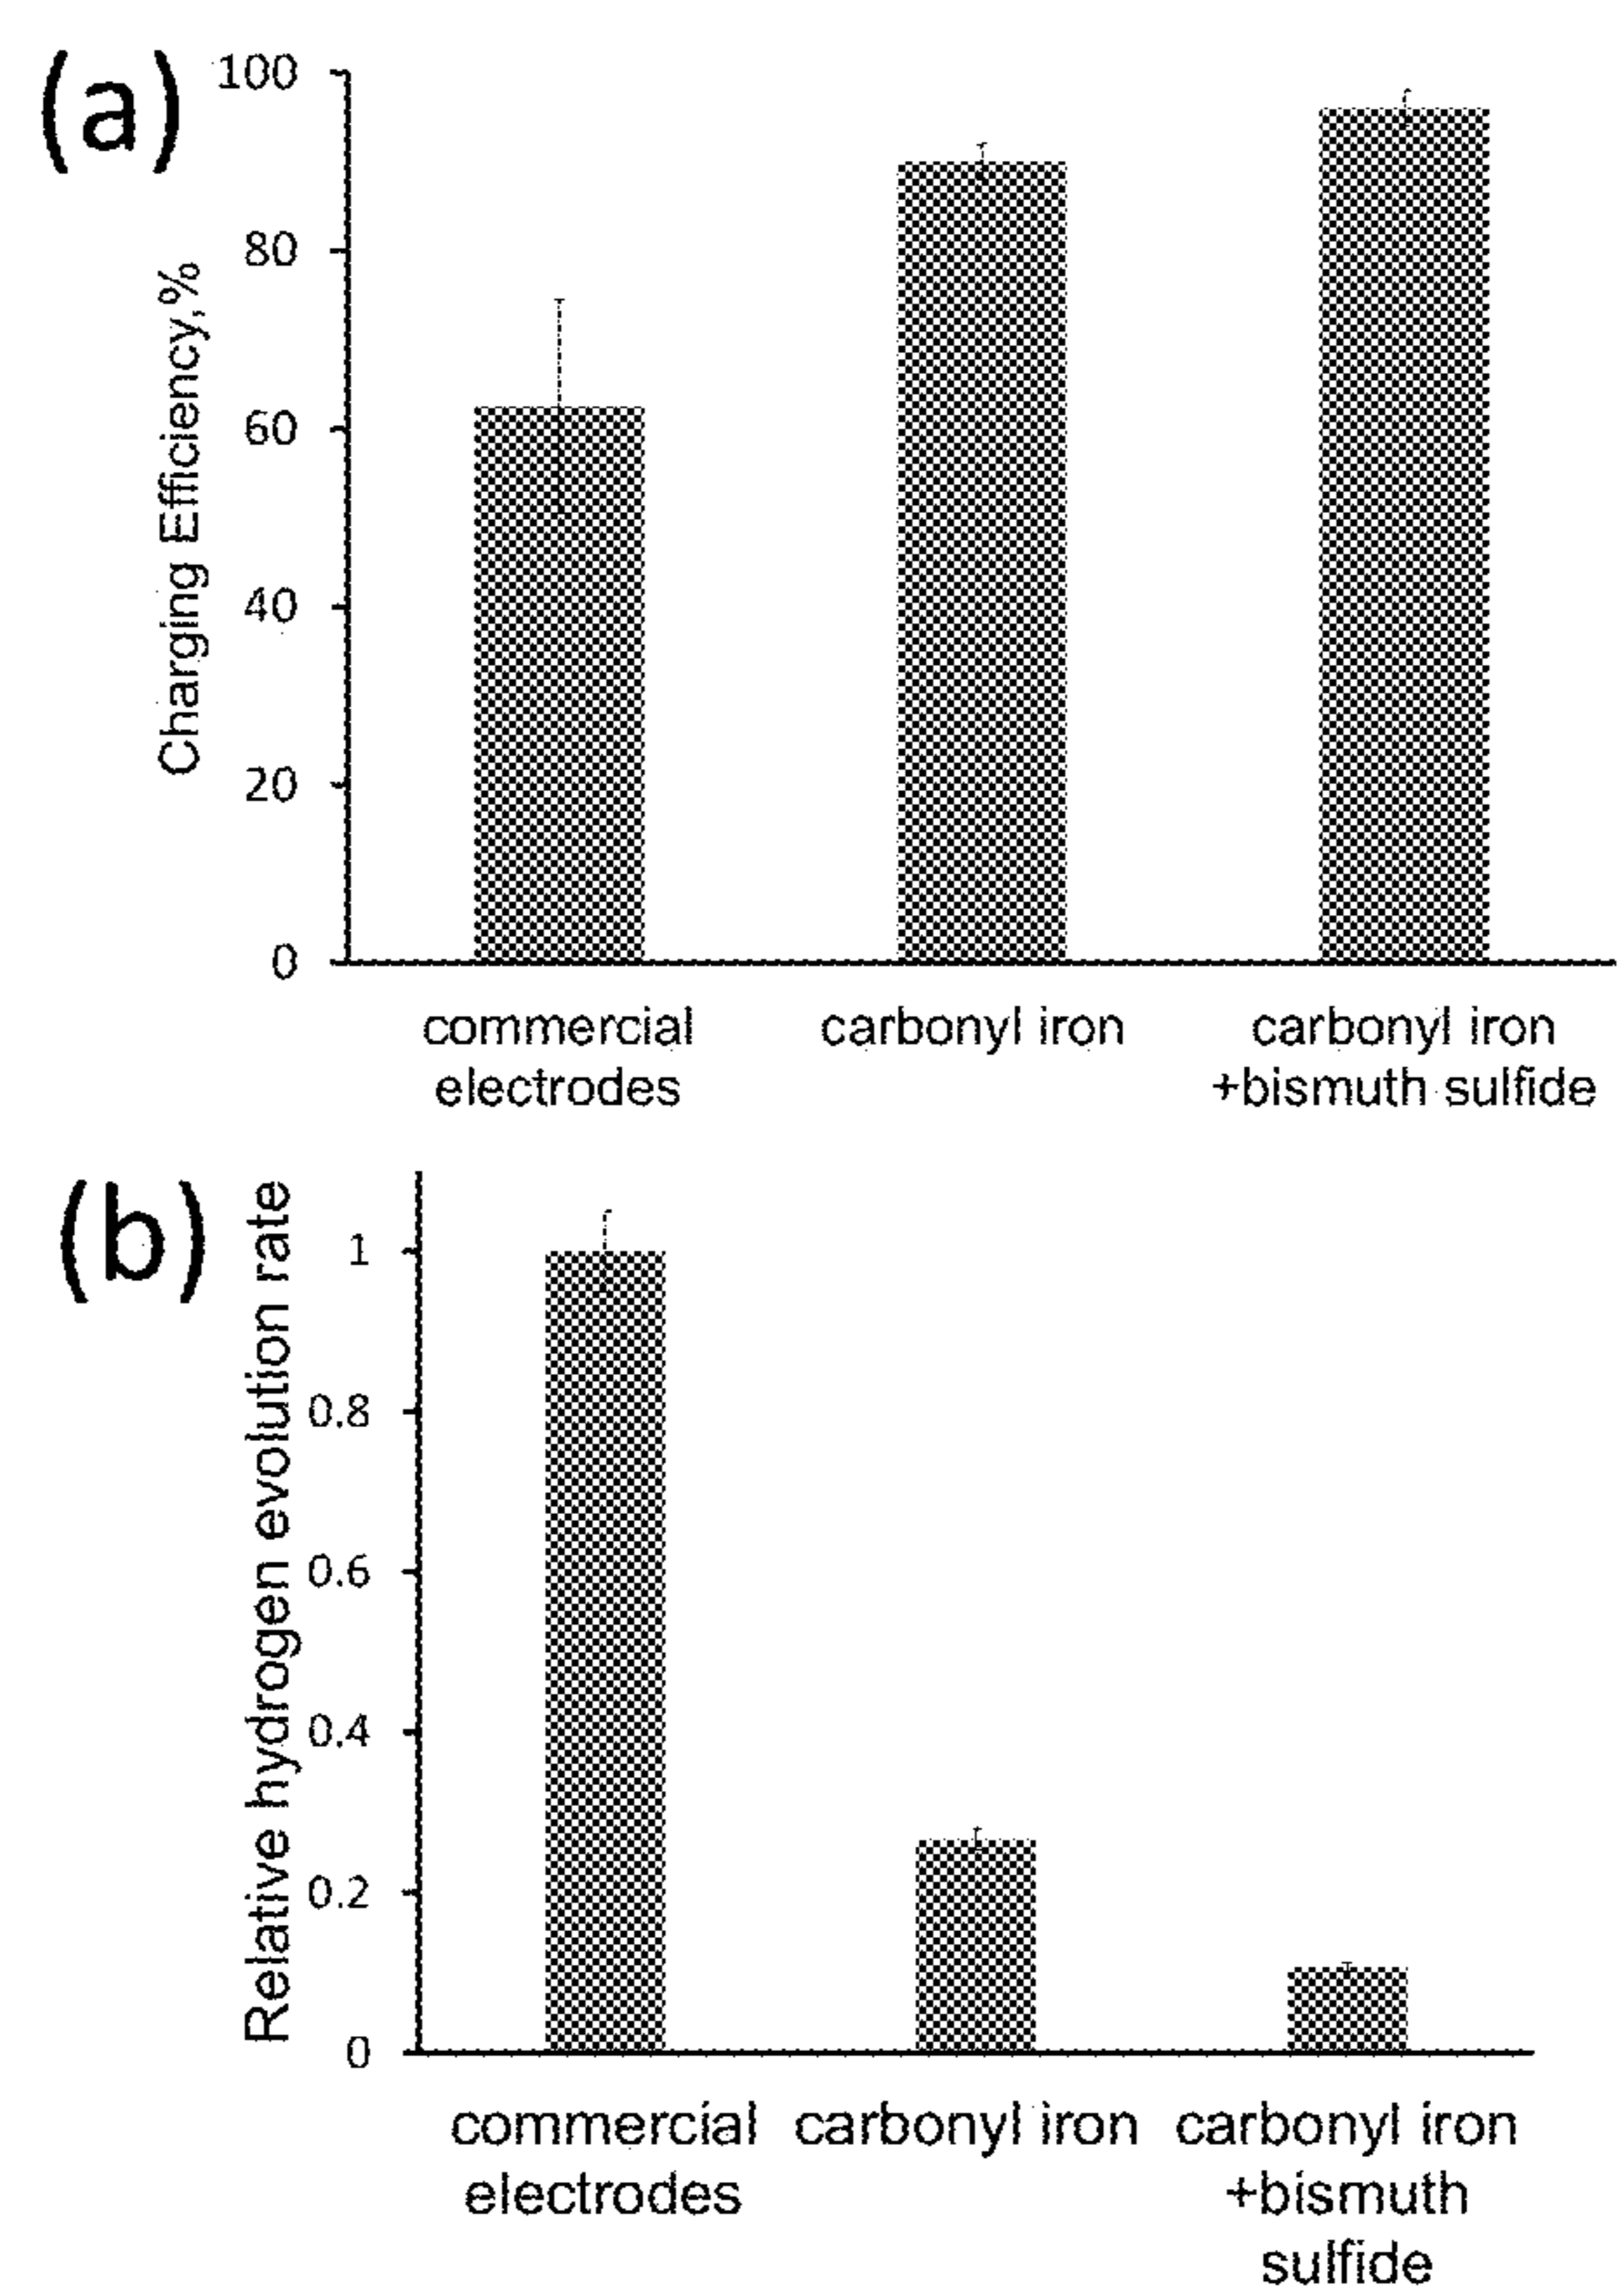 (a)
Charging Efficiency,%
100
80
60
40
20
0
commercial
electrodes
carbonyl iron
carbonyl iron
+bismuth sulfide
(b)
Relative hydrogen evolution rate
1
0.8
0.6
0.4
0.2
0
commercial
electrodes
carbonyl iron
carbonyl iron
+bismuth
sulfide